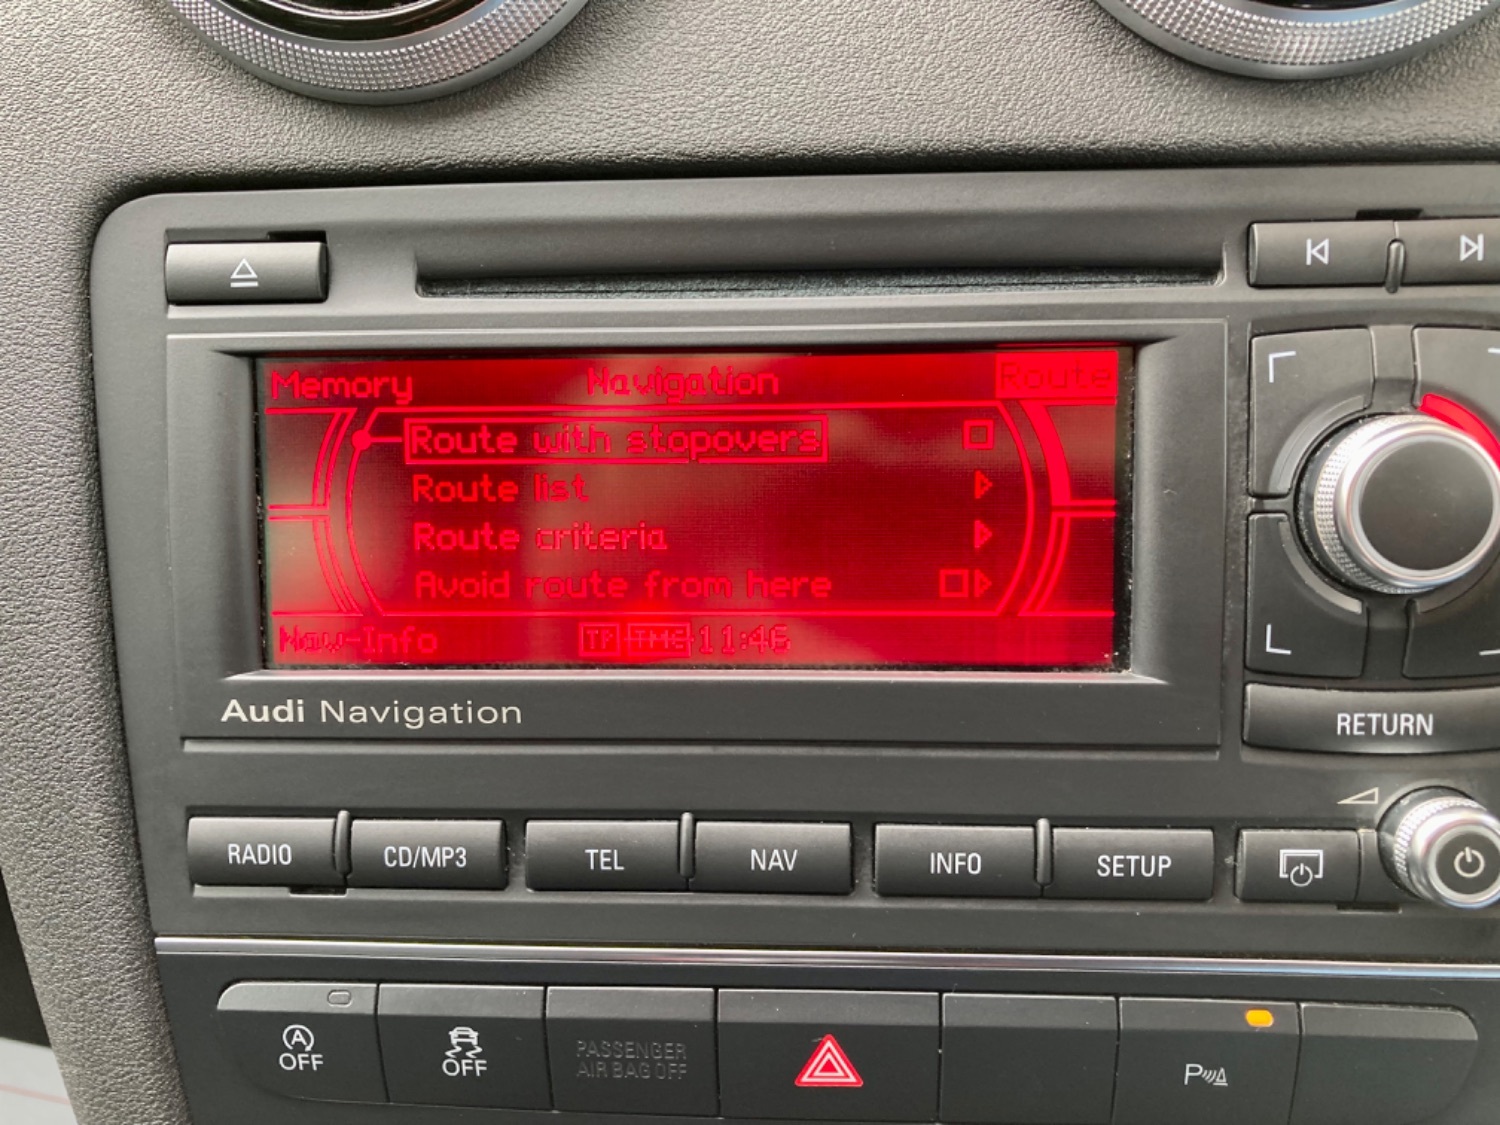 Memory Navigation Route
Route with stopovers
Route list
Route criteria
Avoid route from here
Nav-Info TP TMC 11:46
Audi Navigation
RETURN
RADIO CD/MP3 TEL NAV INFO SETUP
A
OFF
OFF
PASSENGER
AIR BAG OFF
P